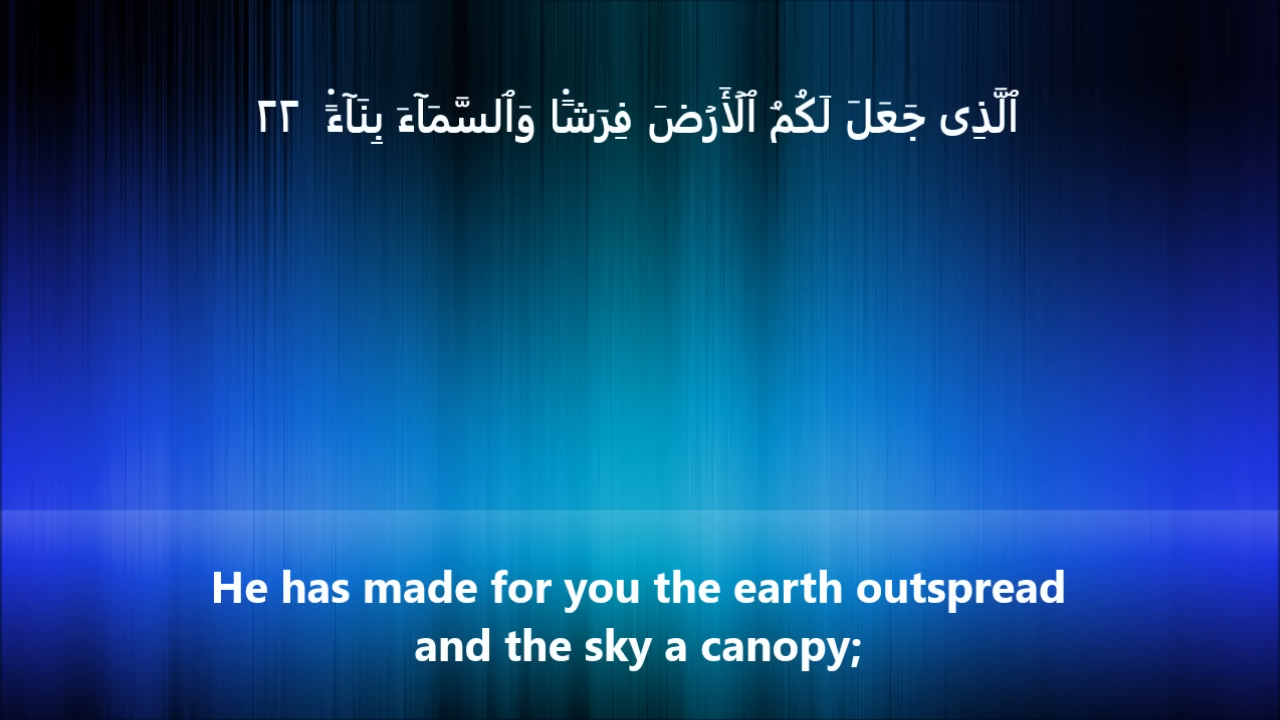 ٱلَّذِى جَعَلَ لَكُمُ ٱلْأَرْضَ فِرَشًۭا وَٱلسَّمَآءَ بِنَآءًۭ ٢٢
He has made for you the earth outspread
and the sky a canopy;